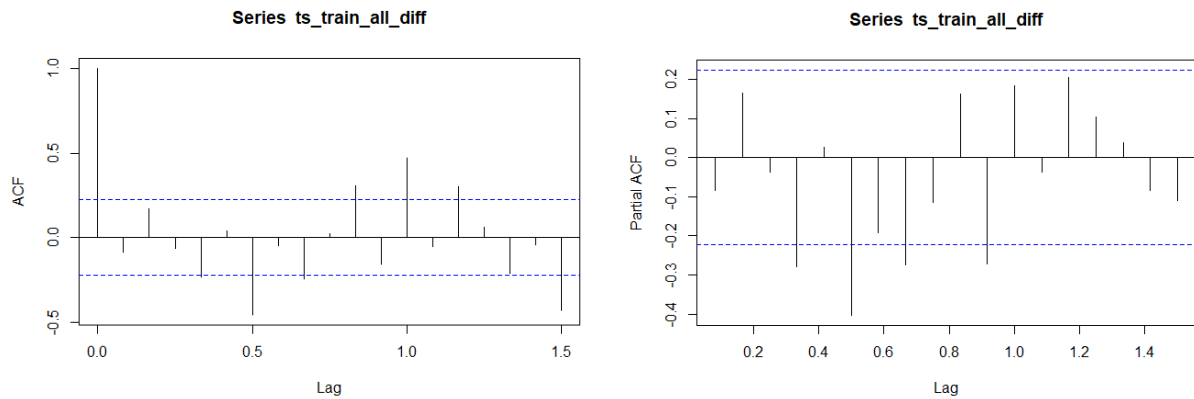 Series ts_train_all_diff
ACF
1.0
0.5
0.0
-0.5
0.0 0.5 1.0 1.5
Lag
Series ts_train_all_diff
Partial ACF
0.2
0.1
0.0
-0.1
-0.2
-0.3
-0.4
0.2 0.4 0.6 0.8 1.0 1.2 1.4
Lag